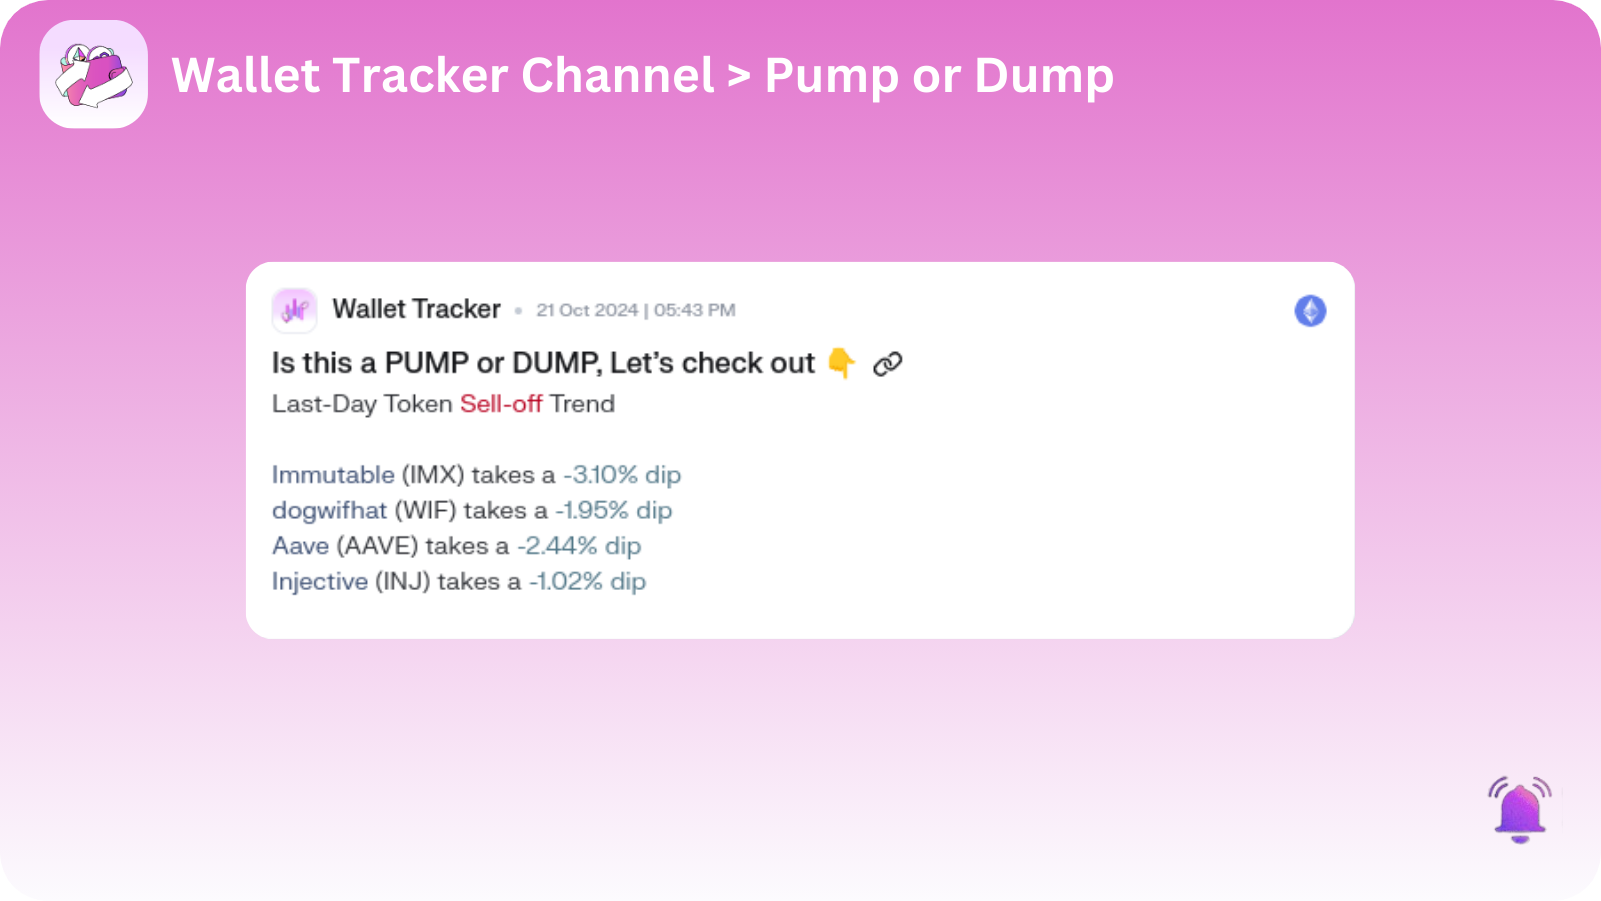 Wallet Tracker Channel > Pump or Dump
Wallet Tracker • 21 Oct 2024 | 05:43 PM
Is this a PUMP or DUMP, Let's check out 👇 🔗
Last-Day Token Sell-off Trend
Immutable (IMX) takes a -3.10% dip
dogwifhat (WIF) takes a -1.95% dip
Aave (AAVE) takes a -2.44% dip
Injective (INJ) takes a -1.02% dip